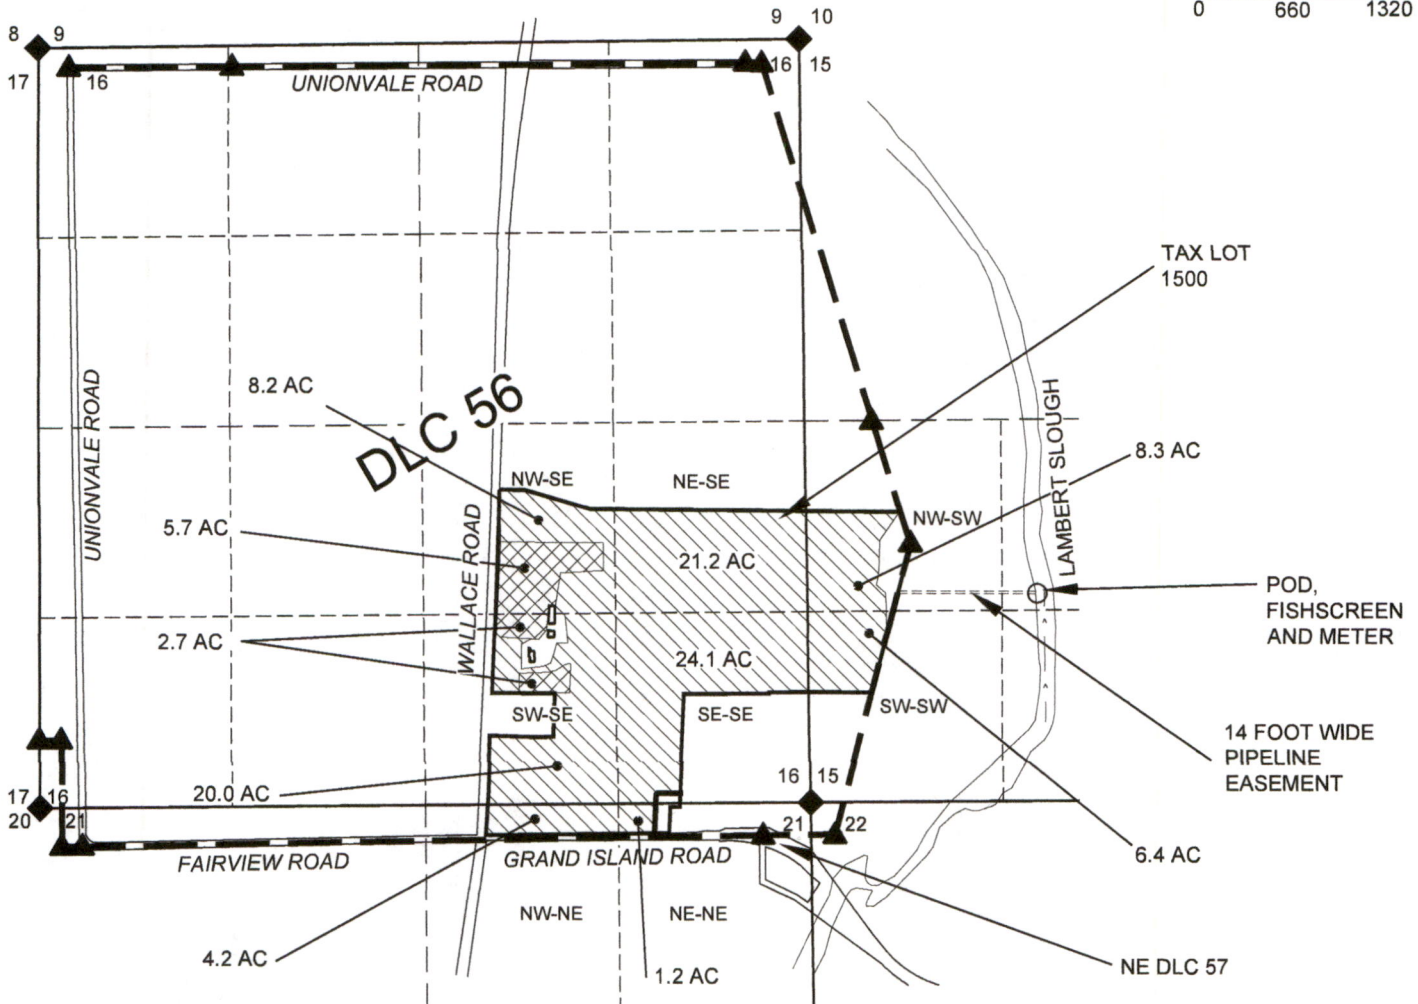 0 660 1320
8 9
9 10
17 16
16 15
UNIONVALE ROAD
TAX LOT
1500
UNIONVALE ROAD
8.2 AC
DLC 56
LAMBERT SLOUGH
8.3 AC
NW-SE
NE-SE
5.7 AC
WALLACE ROAD
NW-SW
21.2 AC
POD,
FISHSCREEN
AND METER
2.7 AC
24.1 AC
SW-SE
SE-SE
SW-SW
14 FOOT WIDE
PIPELINE
EASEMENT
20.0 AC
17 16
16 15
20 21
21 22
6.4 AC
FAIRVIEW ROAD
GRAND ISLAND ROAD
NW-NE
NE-NE
4.2 AC
1.2 AC
NE DLC 57